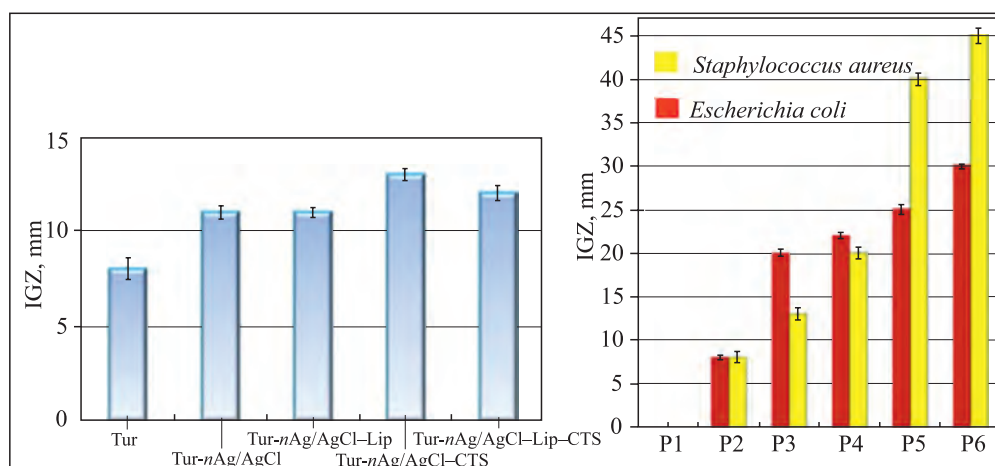 IGZ, mm
15
10
5
0
Tur
Tur-nAg/AgCl
Tur-nAg/AgCl–Lip
Tur-nAg/AgCl–CTS
Tur-nAg/AgCl–Lip–CTS
IGZ, mm
45
40
35
30
25
20
15
10
5
0
Staphylococcus aureus
Escherichia coli
P1 P2 P3 P4 P5 P6